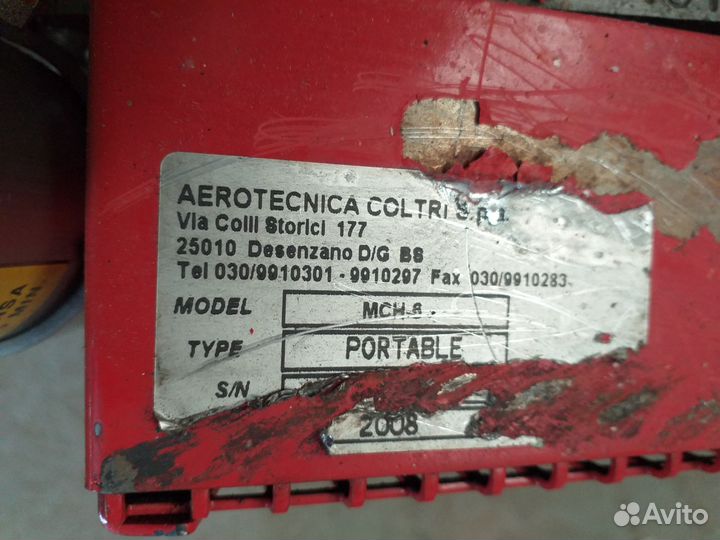 AEROTECNICA COLTRI S.p.A.
Via Colli Storici 177
25010 Desenzano D/G BS
Tel 030/9910301 - 9910297 Fax 030/9910283
MODEL MCH-6
TYPE PORTABLE
S/N
2008
Avito